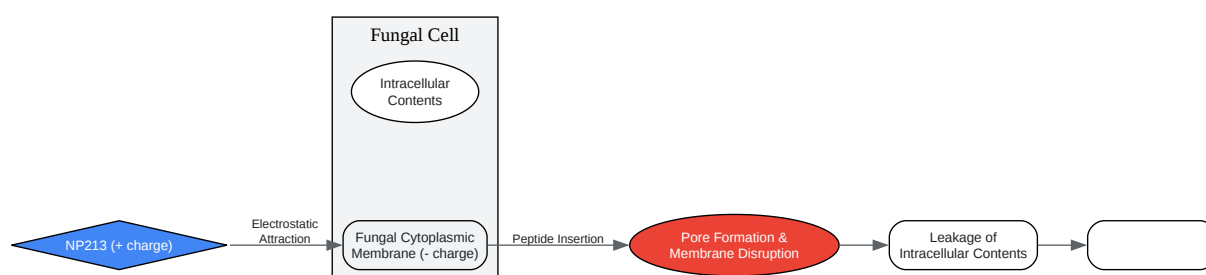 Fungal Cell
Intracellular
Contents
NP213 (+ charge)
Electrostatic
Attraction
Fungal Cytoplasmic
Membrane (- charge)
Peptide Insertion
Pore Formation &
Membrane Disruption
Leakage of
Intracellular Contents